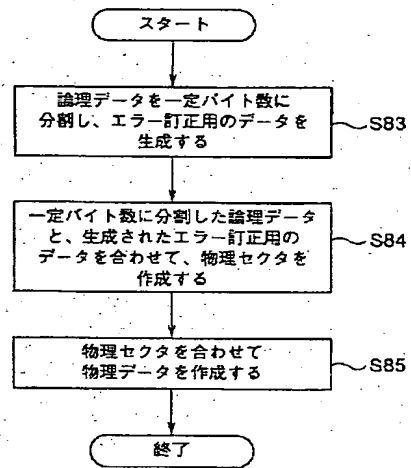 スタート
論理データを一定バイト数に
分割し、エラー訂正用のデータを
生成する
S83
一定バイト数に分割した論理データ
と、生成されたエラー訂正用の
データを合わせて、物理セクタを
作成する
S84
物理セクタを合わせて
物理データを作成する
S85
終了